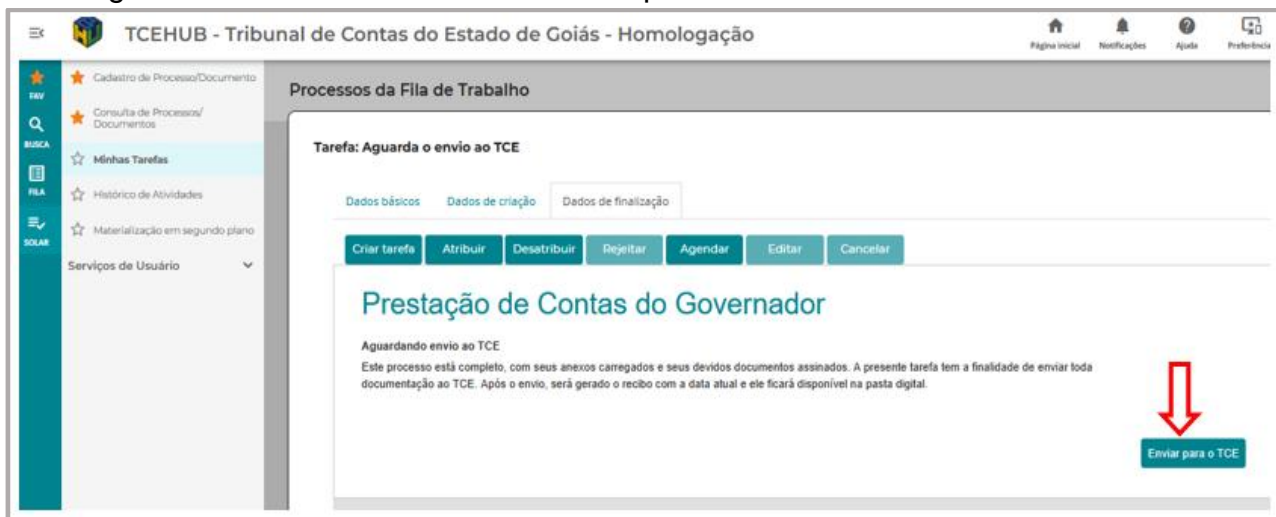 TCEHUB - Tribunal de Contas do Estado de Goiás - Homologação
Página inicial
Notificações
Ajuda
Preferência
FAV
BUSCA
FILA
SOLAR
Cadastro de Processo/Documento
Consulta de Processos/
Documentos
Minhas Tarefas
Histórico de Atividades
Materialização em segundo plano
Serviços de Usuário
Processos da Fila de Trabalho
Tarefa: Aguarda o envio ao TCE
Dados básicos Dados de criação Dados de finalização
Criar tarefa Atribuir Desatribuir Rejeitar Agendar Editar Cancelar
Prestação de Contas do Governador
Aguardando envio ao TCE
Este processo está completo, com seus anexos carregados e seus devidos documentos assinados. A presente tarefa tem a finalidade de enviar toda
documentação ao TCE. Após o envio, será gerado o recibo com a data atual e ele ficará disponível na pasta digital.
Enviar para o TCE